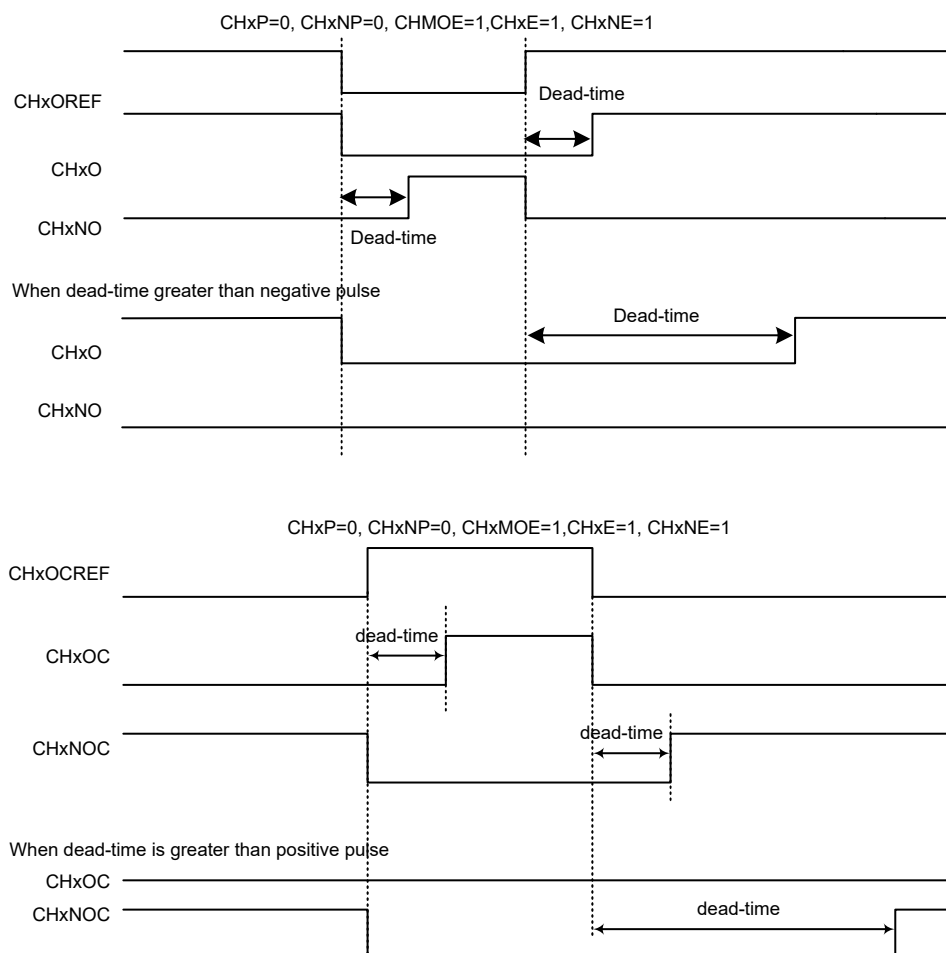 CHxP=0, CHxNP=0, CHMOE=1,CHxE=1, CHxNE=1
CHxOREF
Dead-time
CHxO
CHxNO
Dead-time
When dead-time greater than negative pulse
Dead-time
CHxO
CHxNO
CHxP=0, CHxNP=0, CHxMOE=1,CHxE=1, CHxNE=1
CHxOCREF
dead-time
CHxOC
dead-time
CHxNOC
When dead-time is greater than positive pulse
CHxOC
CHxNOC
dead-time